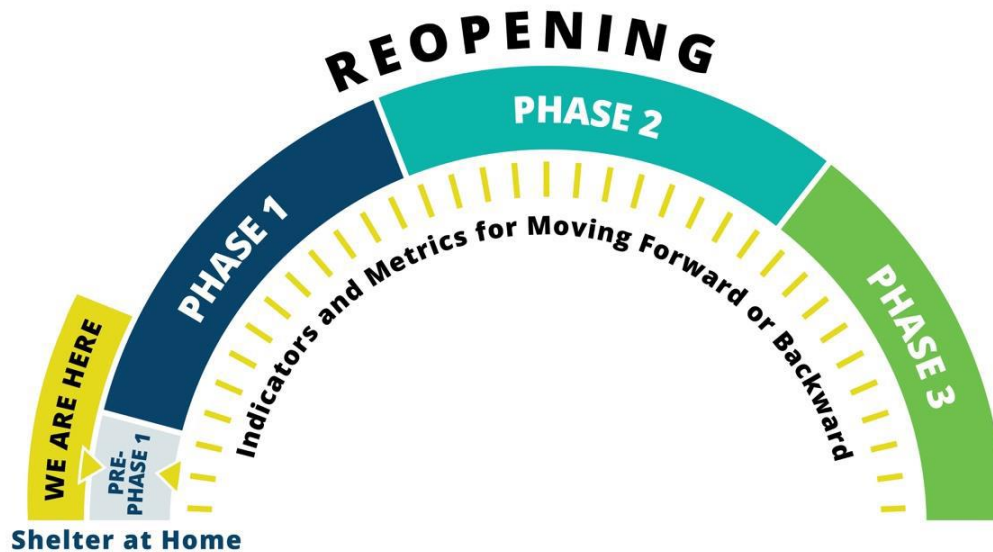 REOPENING
PHASE 1
PHASE 2
PHASE 3
Indicators and Metrics for Moving Forward or Backward
WE ARE HERE
PRE-
PHASE 1
Shelter at Home